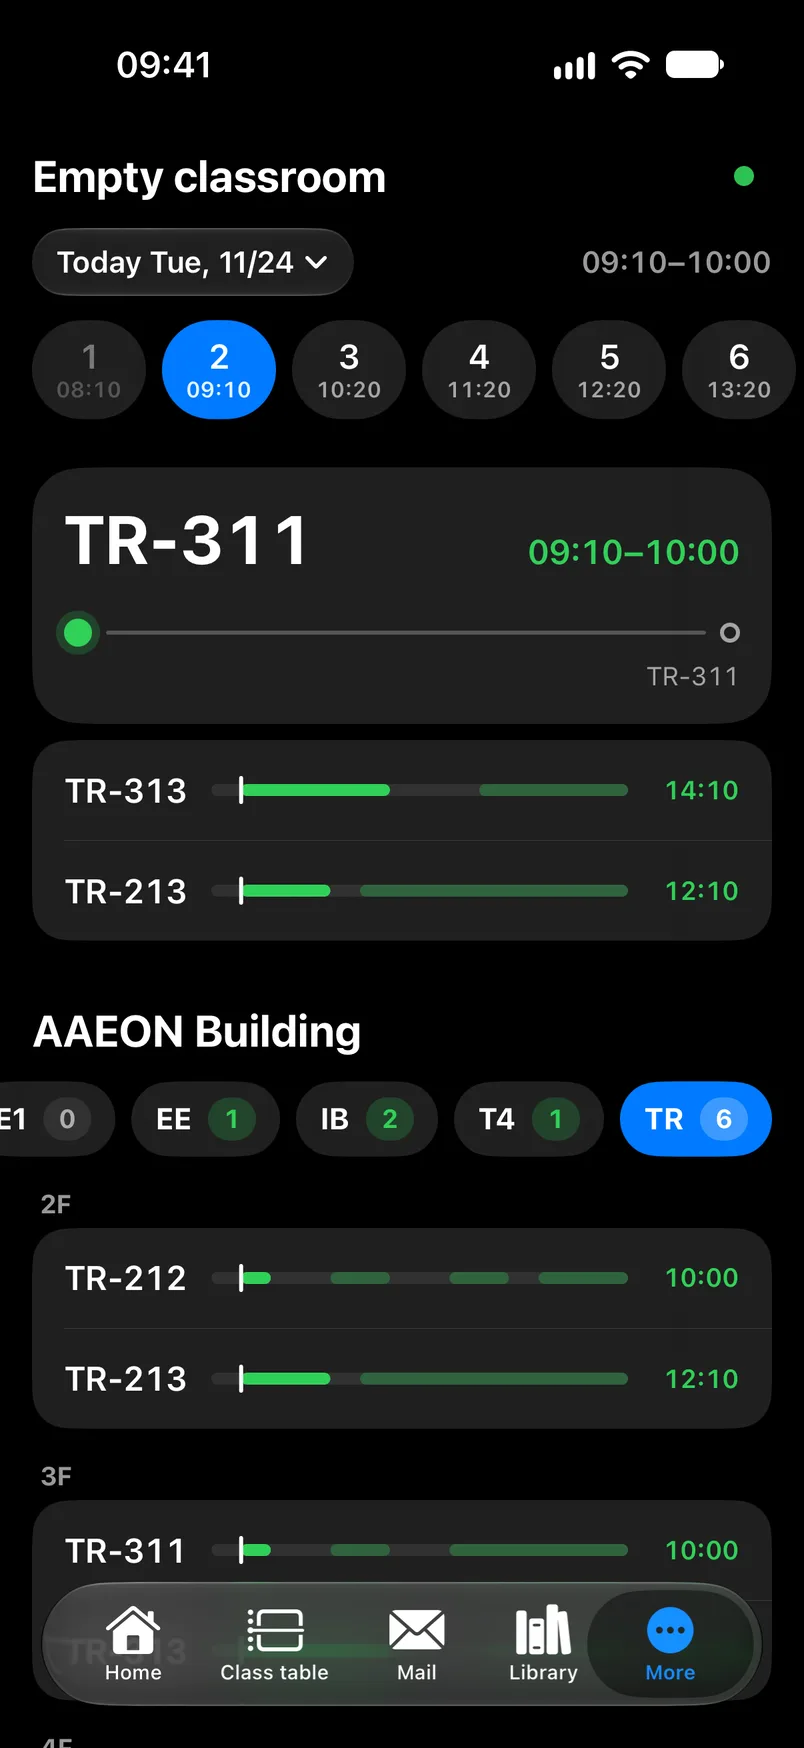 09:41
Empty classroom
Today Tue, 11/24
09:10–10:00
1 2 3 4 5 6
08:10 09:10 10:20 11:20 12:20 13:20
TR-311
09:10–10:00
TR-311
TR-313 14:10
TR-213 12:10
AAEON Building
E1 0 EE 1 IB 2 T4 1 TR 6
2F
TR-212 10:00
TR-213 12:10
3F
TR-311 10:00
TR-313
Home Class table Mail Library More
4F